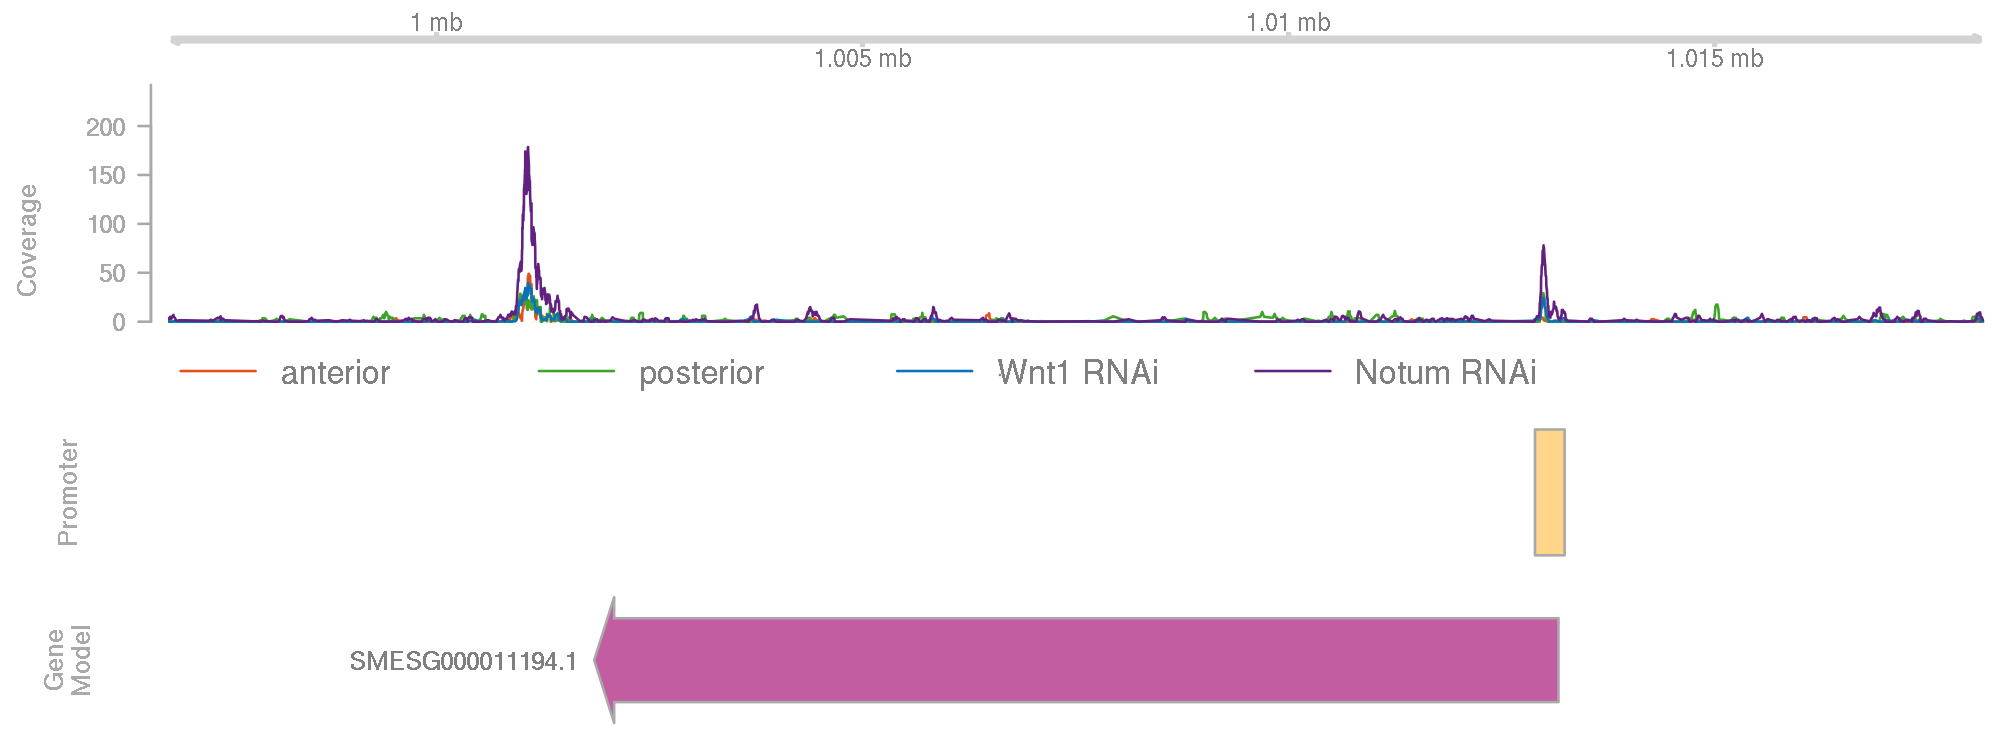 1 mb
1.01 mb
1.005 mb
1.015 mb
Coverage
200
150
100
50
0
anterior
posterior
Wnt1 RNAi
Notum RNAi
Promoter
Gene
Model
SMESG000011194.1